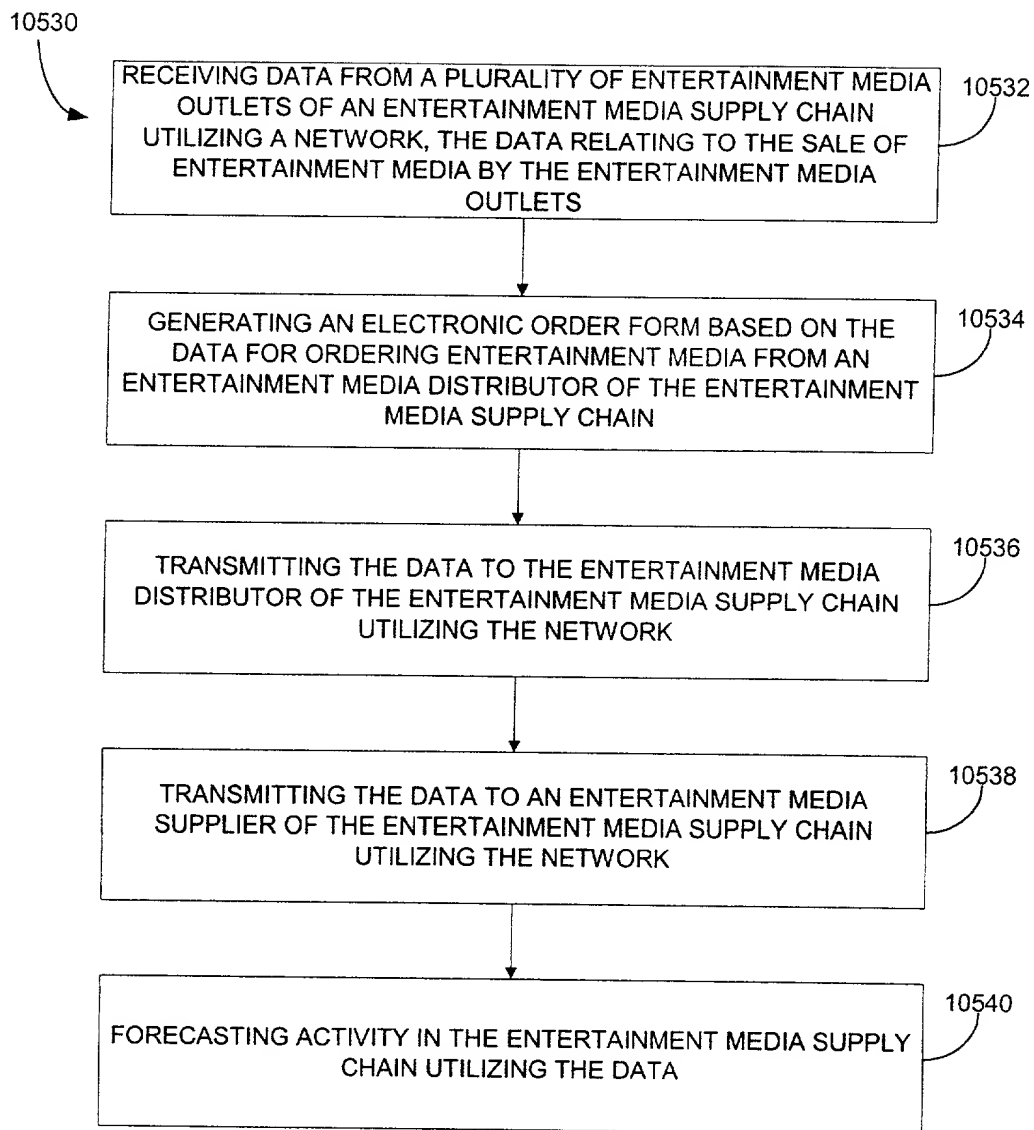 10530
RECEIVING DATA FROM A PLURALITY OF ENTERTAINMENT MEDIA
OUTLETS OF AN ENTERTAINMENT MEDIA SUPPLY CHAIN
UTILIZING A NETWORK, THE DATA RELATING TO THE SALE OF
ENTERTAINMENT MEDIA BY THE ENTERTAINMENT MEDIA
OUTLETS
10532
GENERATING AN ELECTRONIC ORDER FORM BASED ON THE
DATA FOR ORDERING ENTERTAINMENT MEDIA FROM AN
ENTERTAINMENT MEDIA DISTRIBUTOR OF THE ENTERTAINMENT
MEDIA SUPPLY CHAIN
10534
TRANSMITTING THE DATA TO THE ENTERTAINMENT MEDIA
DISTRIBUTOR OF THE ENTERTAINMENT MEDIA SUPPLY CHAIN
UTILIZING THE NETWORK
10536
TRANSMITTING THE DATA TO AN ENTERTAINMENT MEDIA
SUPPLIER OF THE ENTERTAINMENT MEDIA SUPPLY CHAIN
UTILIZING THE NETWORK
10538
FORECASTING ACTIVITY IN THE ENTERTAINMENT MEDIA SUPPLY
CHAIN UTILIZING THE DATA
10540